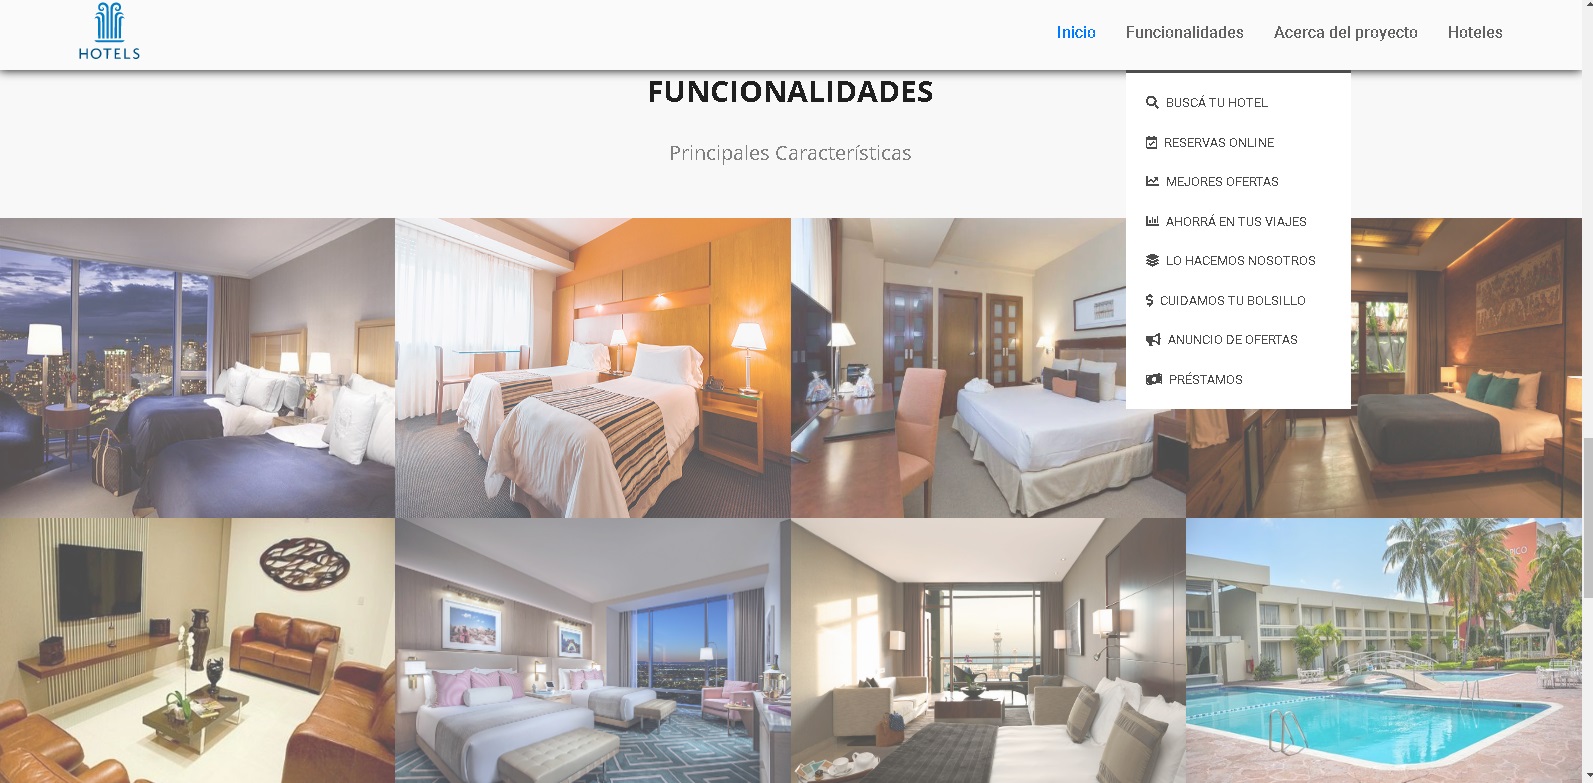 HOTELS
Inicio
Funcionalidades
Acerca del proyecto
Hoteles
FUNCIONALIDADES
Principales Características
BUSCÁ TU HOTEL
RESERVAS ONLINE
MEJORES OFERTAS
AHORRÁ EN TUS VIAJES
LO HACEMOS NOSOTROS
CUIDAMOS TU BOLSILLO
ANUNCIO DE OFERTAS
PRÉSTAMOS